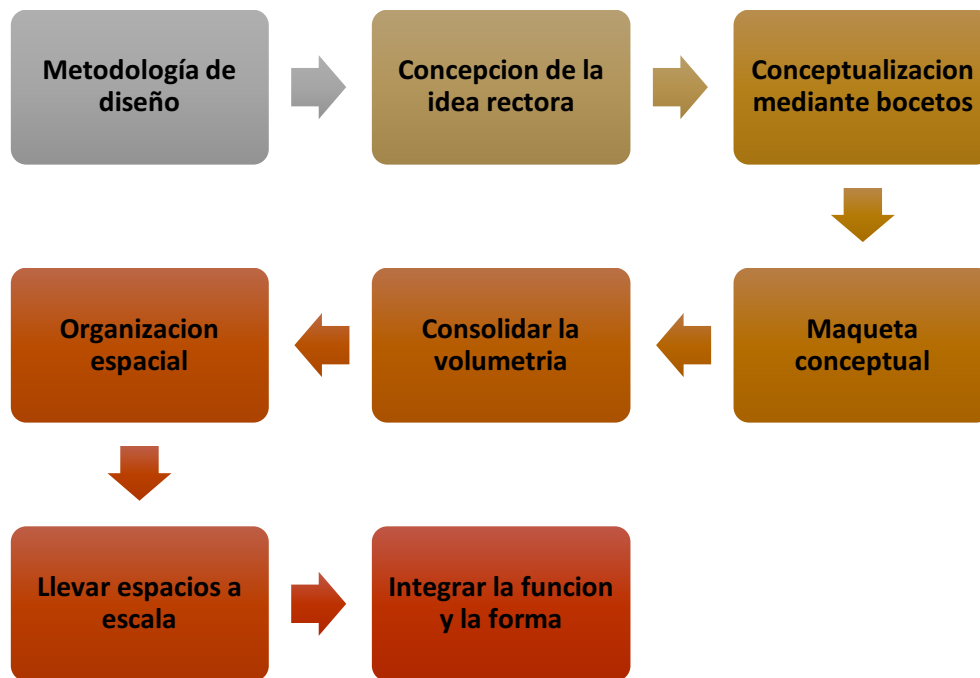 Metodología de
diseño
Concepcion de la
idea rectora
Conceptualizacion
mediante bocetos
Maqueta
conceptual
Consolidar la
volumetria
Organizacion
espacial
Llevar espacios a
escala
Integrar la funcion
y la forma